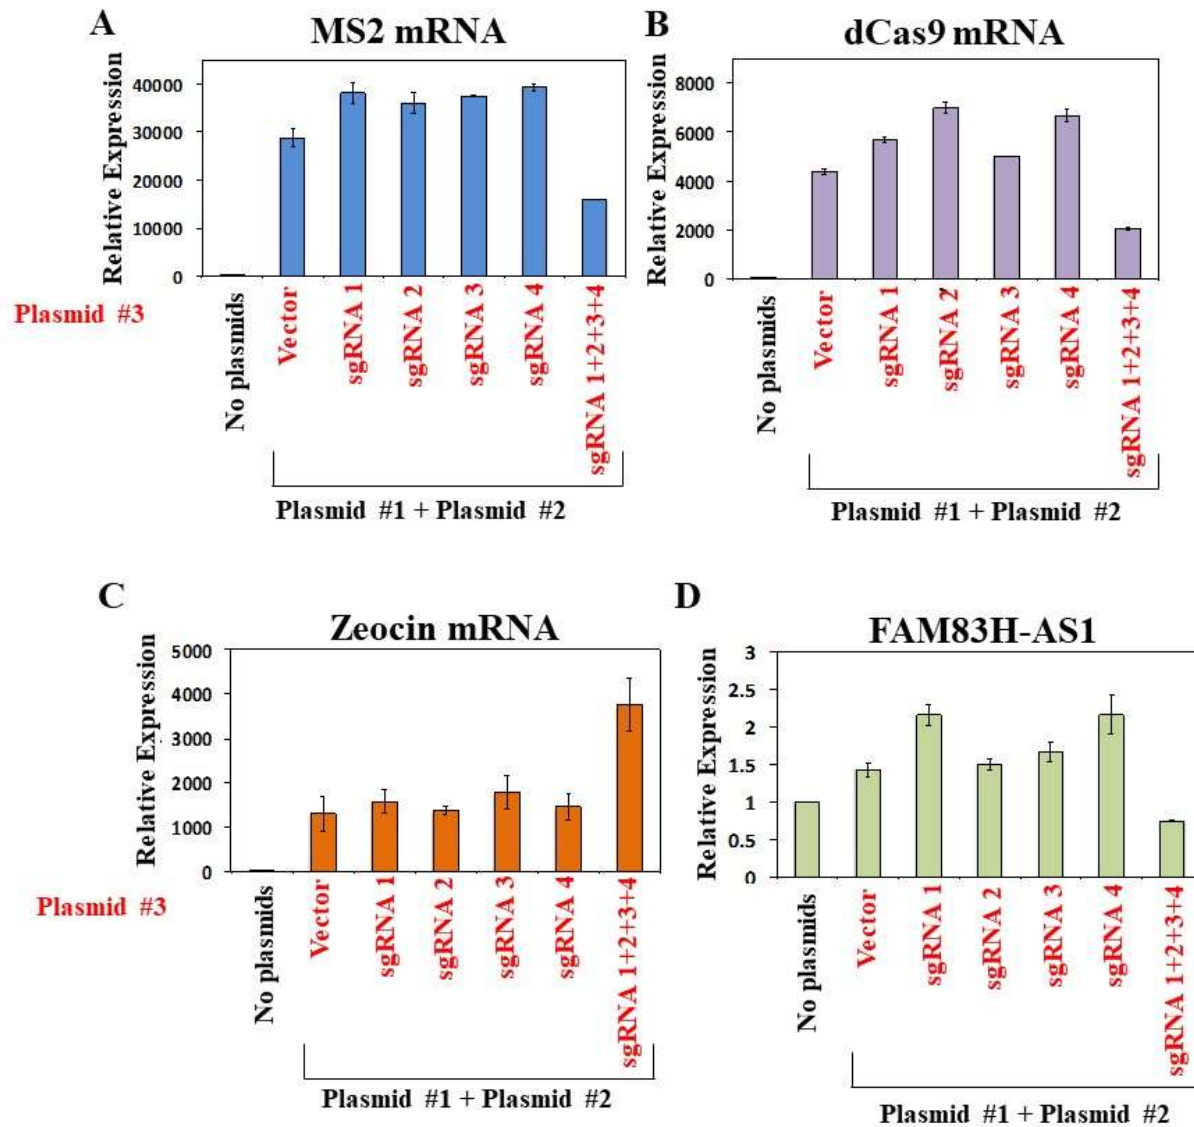 A
MS2 mRNA
Relative Expression
40000
30000
20000
10000
0
Plasmid #3
No plasmids
Vector
sgRNA 1
sgRNA 2
sgRNA 3
sgRNA 4
sgRNA 1+2+3+4
Plasmid #1 + Plasmid #2
B
dCas9 mRNA
Relative Expression
8000
6000
4000
2000
0
No plasmids
Vector
sgRNA 1
sgRNA 2
sgRNA 3
sgRNA 4
sgRNA 1+2+3+4
Plasmid #1 + Plasmid #2
C
Zeocin mRNA
Relative Expression
5000
4000
3000
2000
1000
0
Plasmid #3
No plasmids
Vector
sgRNA 1
sgRNA 2
sgRNA 3
sgRNA 4
sgRNA 1+2+3+4
Plasmid #1 + Plasmid #2
D
FAM83H-AS1
Relative Expression
3
2.5
2
1.5
1
0.5
0
No plasmids
Vector
sgRNA 1
sgRNA 2
sgRNA 3
sgRNA 4
sgRNA 1+2+3+4
Plasmid #1 + Plasmid #2